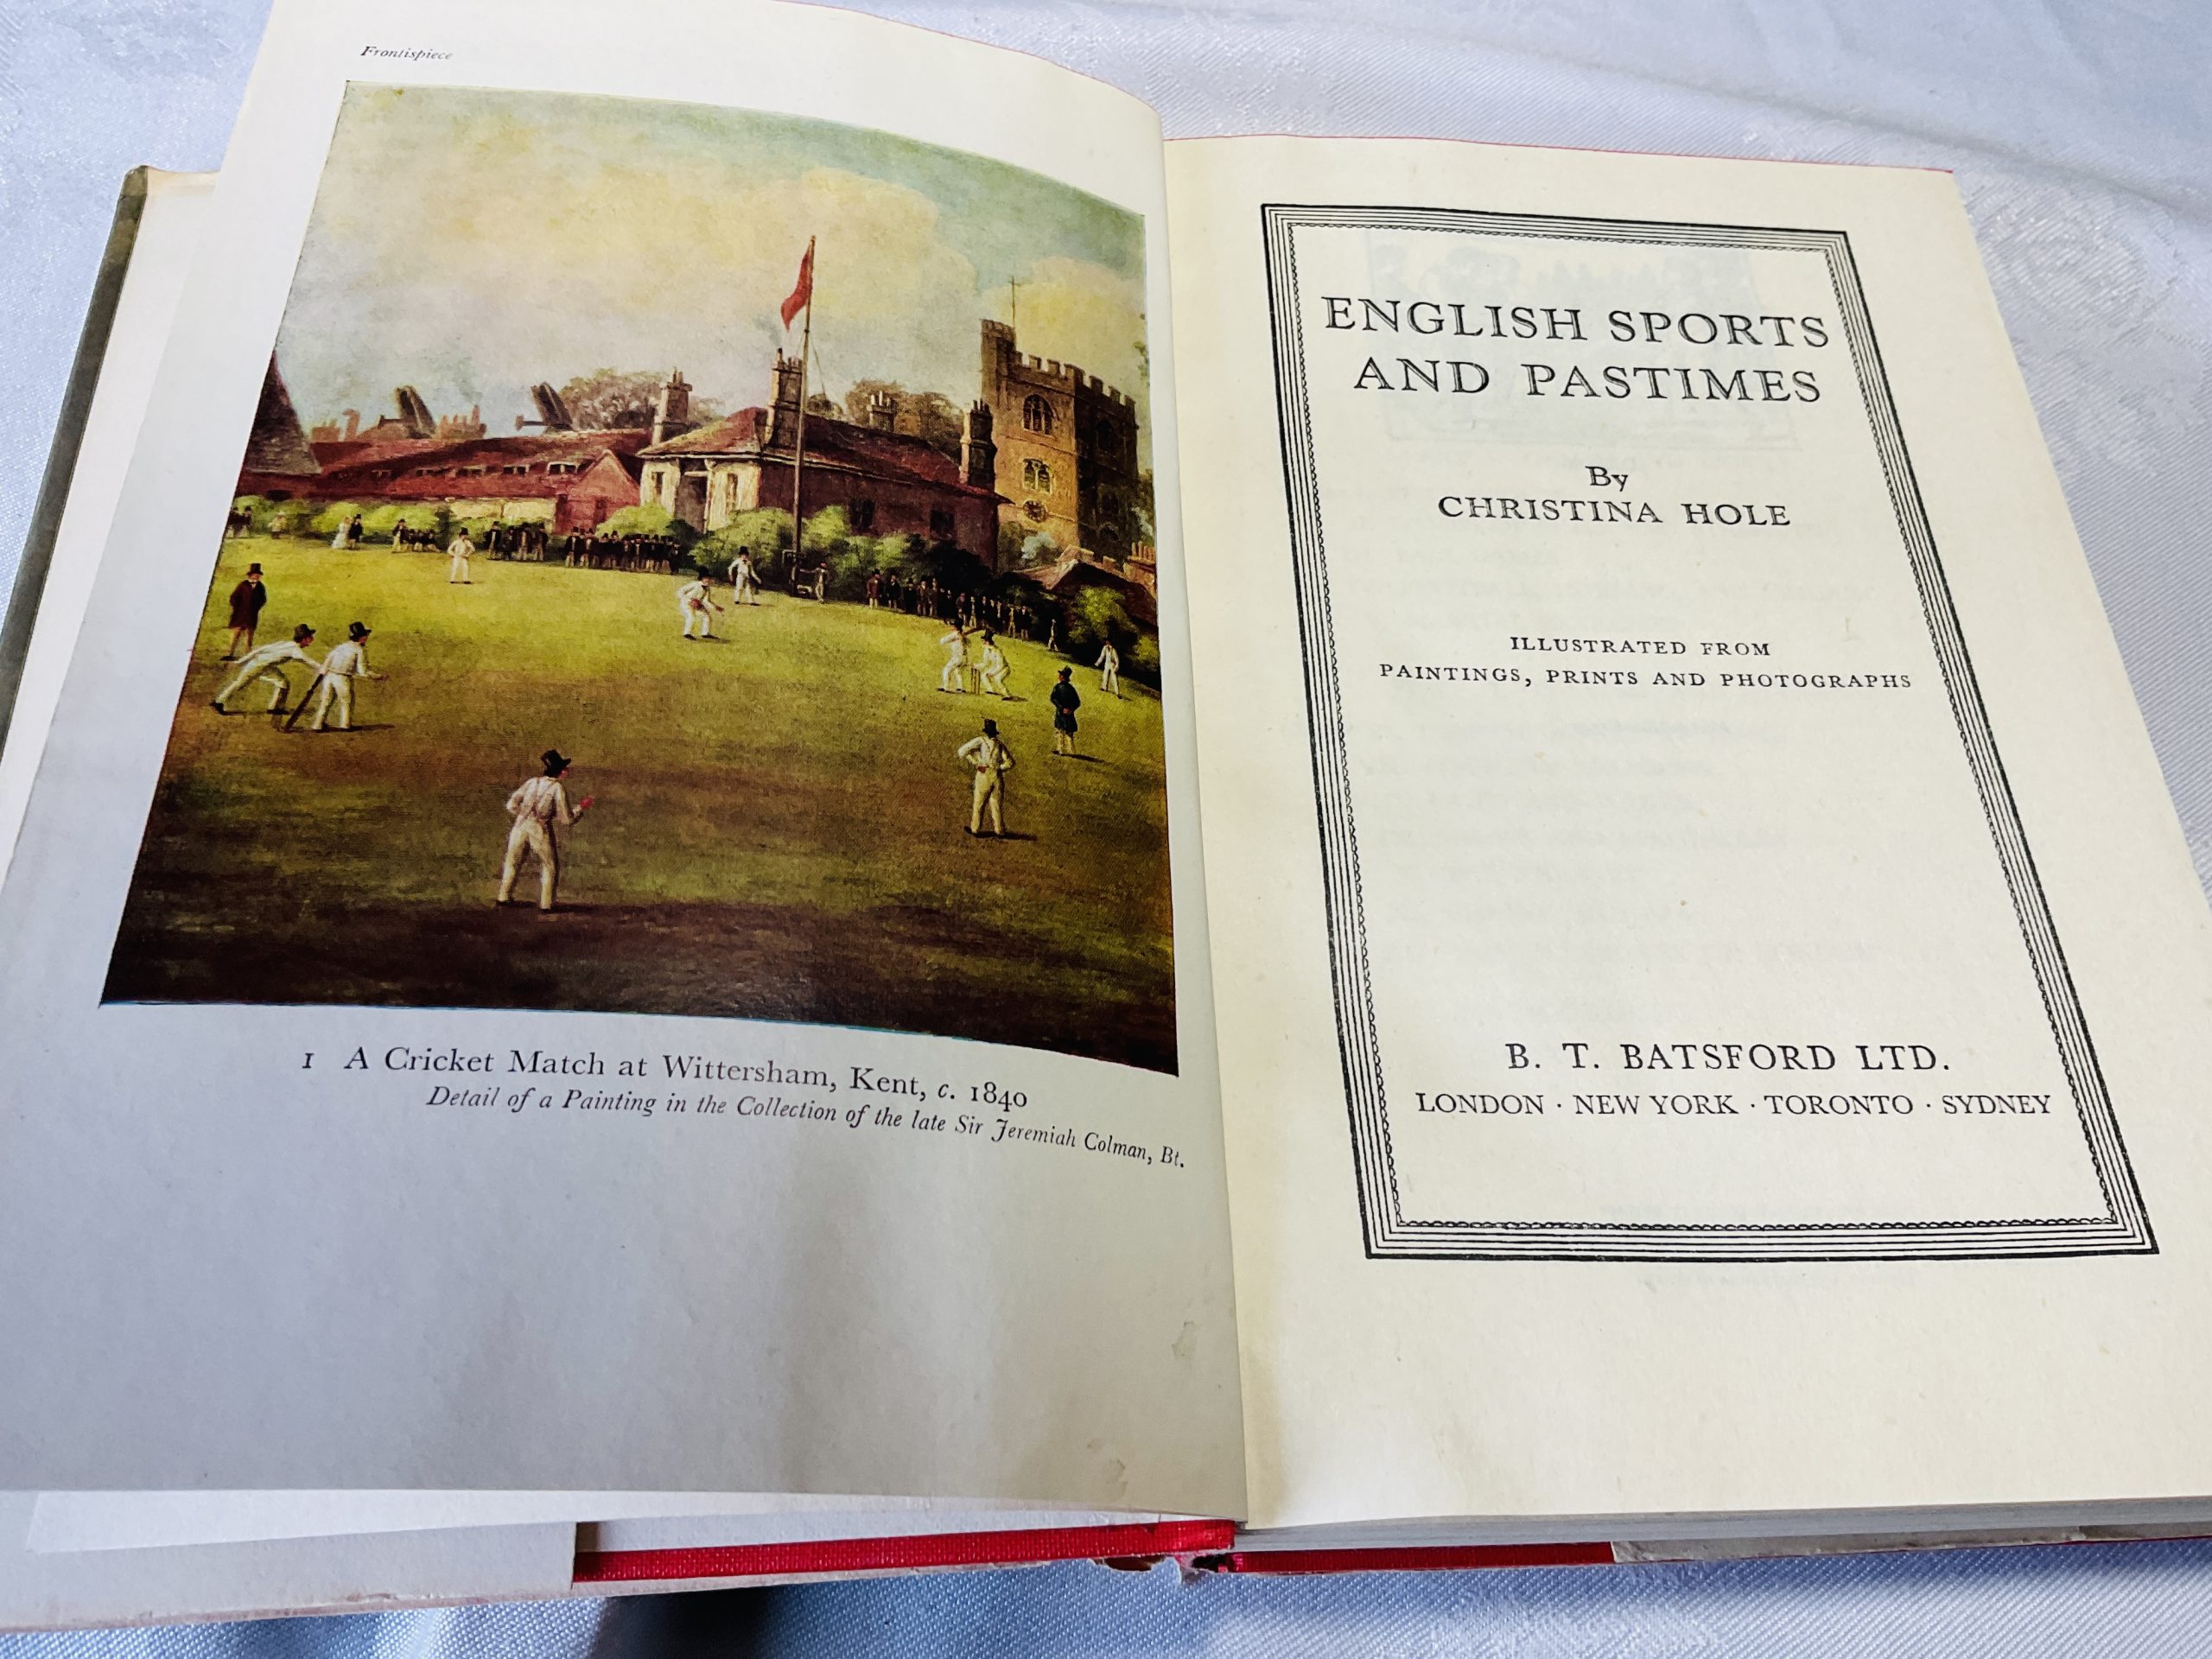 Frontispiece
1 A Cricket Match at Wittersham, Kent, c. 1840
Detail of a Painting in the Collection of the late Sir Jeremiah Colman, Bt.
ENGLISH SPORTS
AND PASTIMES
By
CHRISTINA HOLE
ILLUSTRATED FROM
PAINTINGS, PRINTS AND PHOTOGRAPHS
B. T. BATSFORD LTD.
LONDON · NEW YORK · TORONTO · SYDNEY